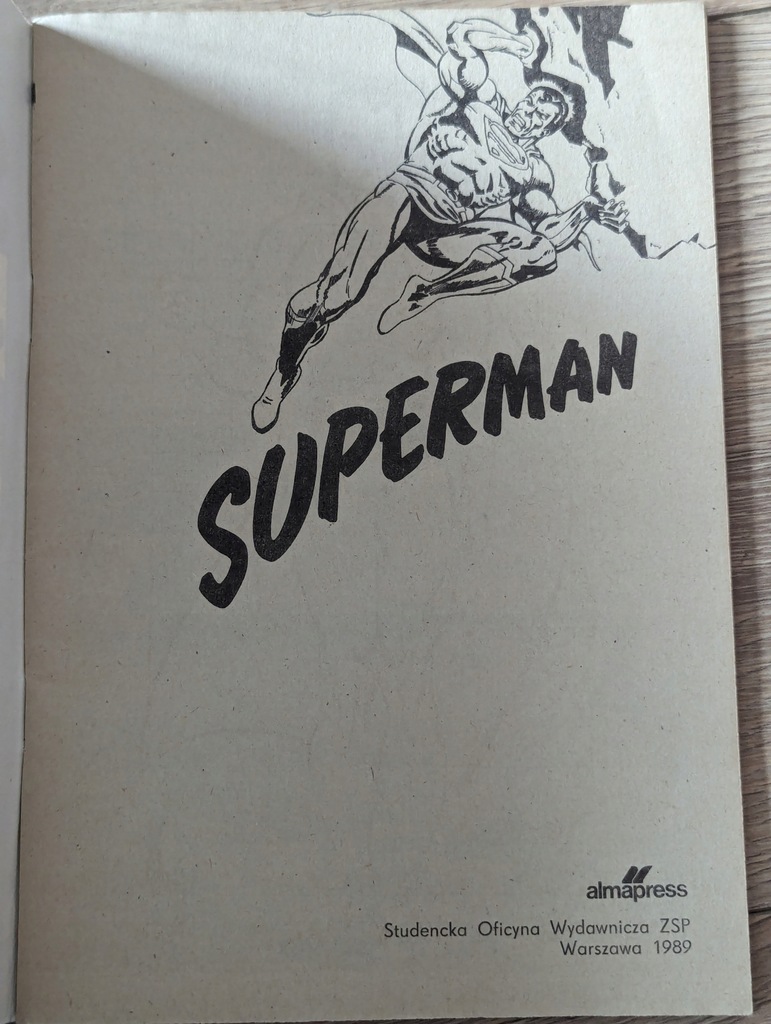 SUPERMAN
almapress
Studencka Oficyna Wydawnicza ZSP
Warszawa 1989